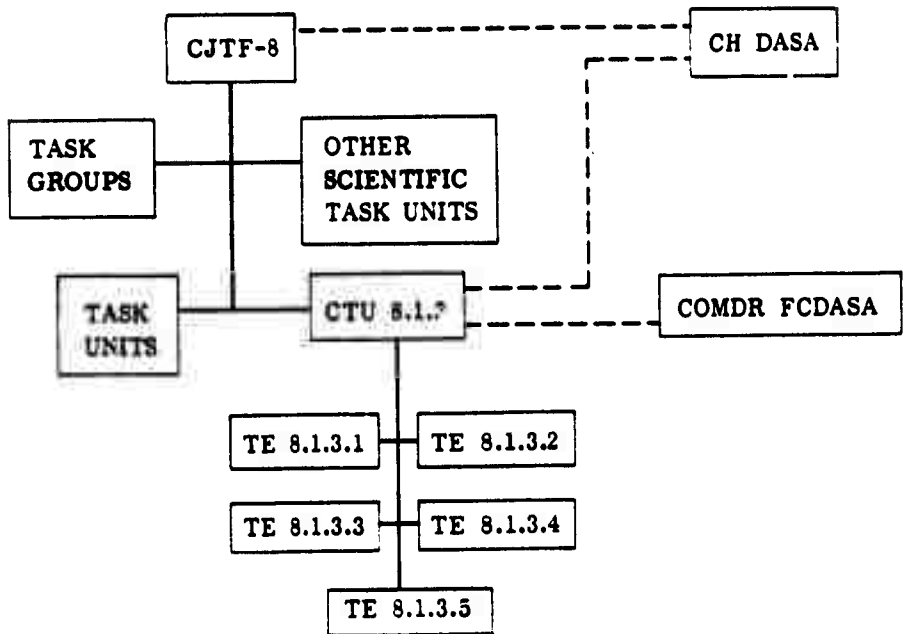 CJTF-8
CH DASA
TASK
GROUPS
OTHER
SCIENTIFIC
TASK UNITS
TASK
UNITS
CTU
COMDR FCDASA
TE 8.1.3.1
TE 8.1.3.2
TE 8.1.3.3
TE 8.1.3.4
TE 8.1.3.5